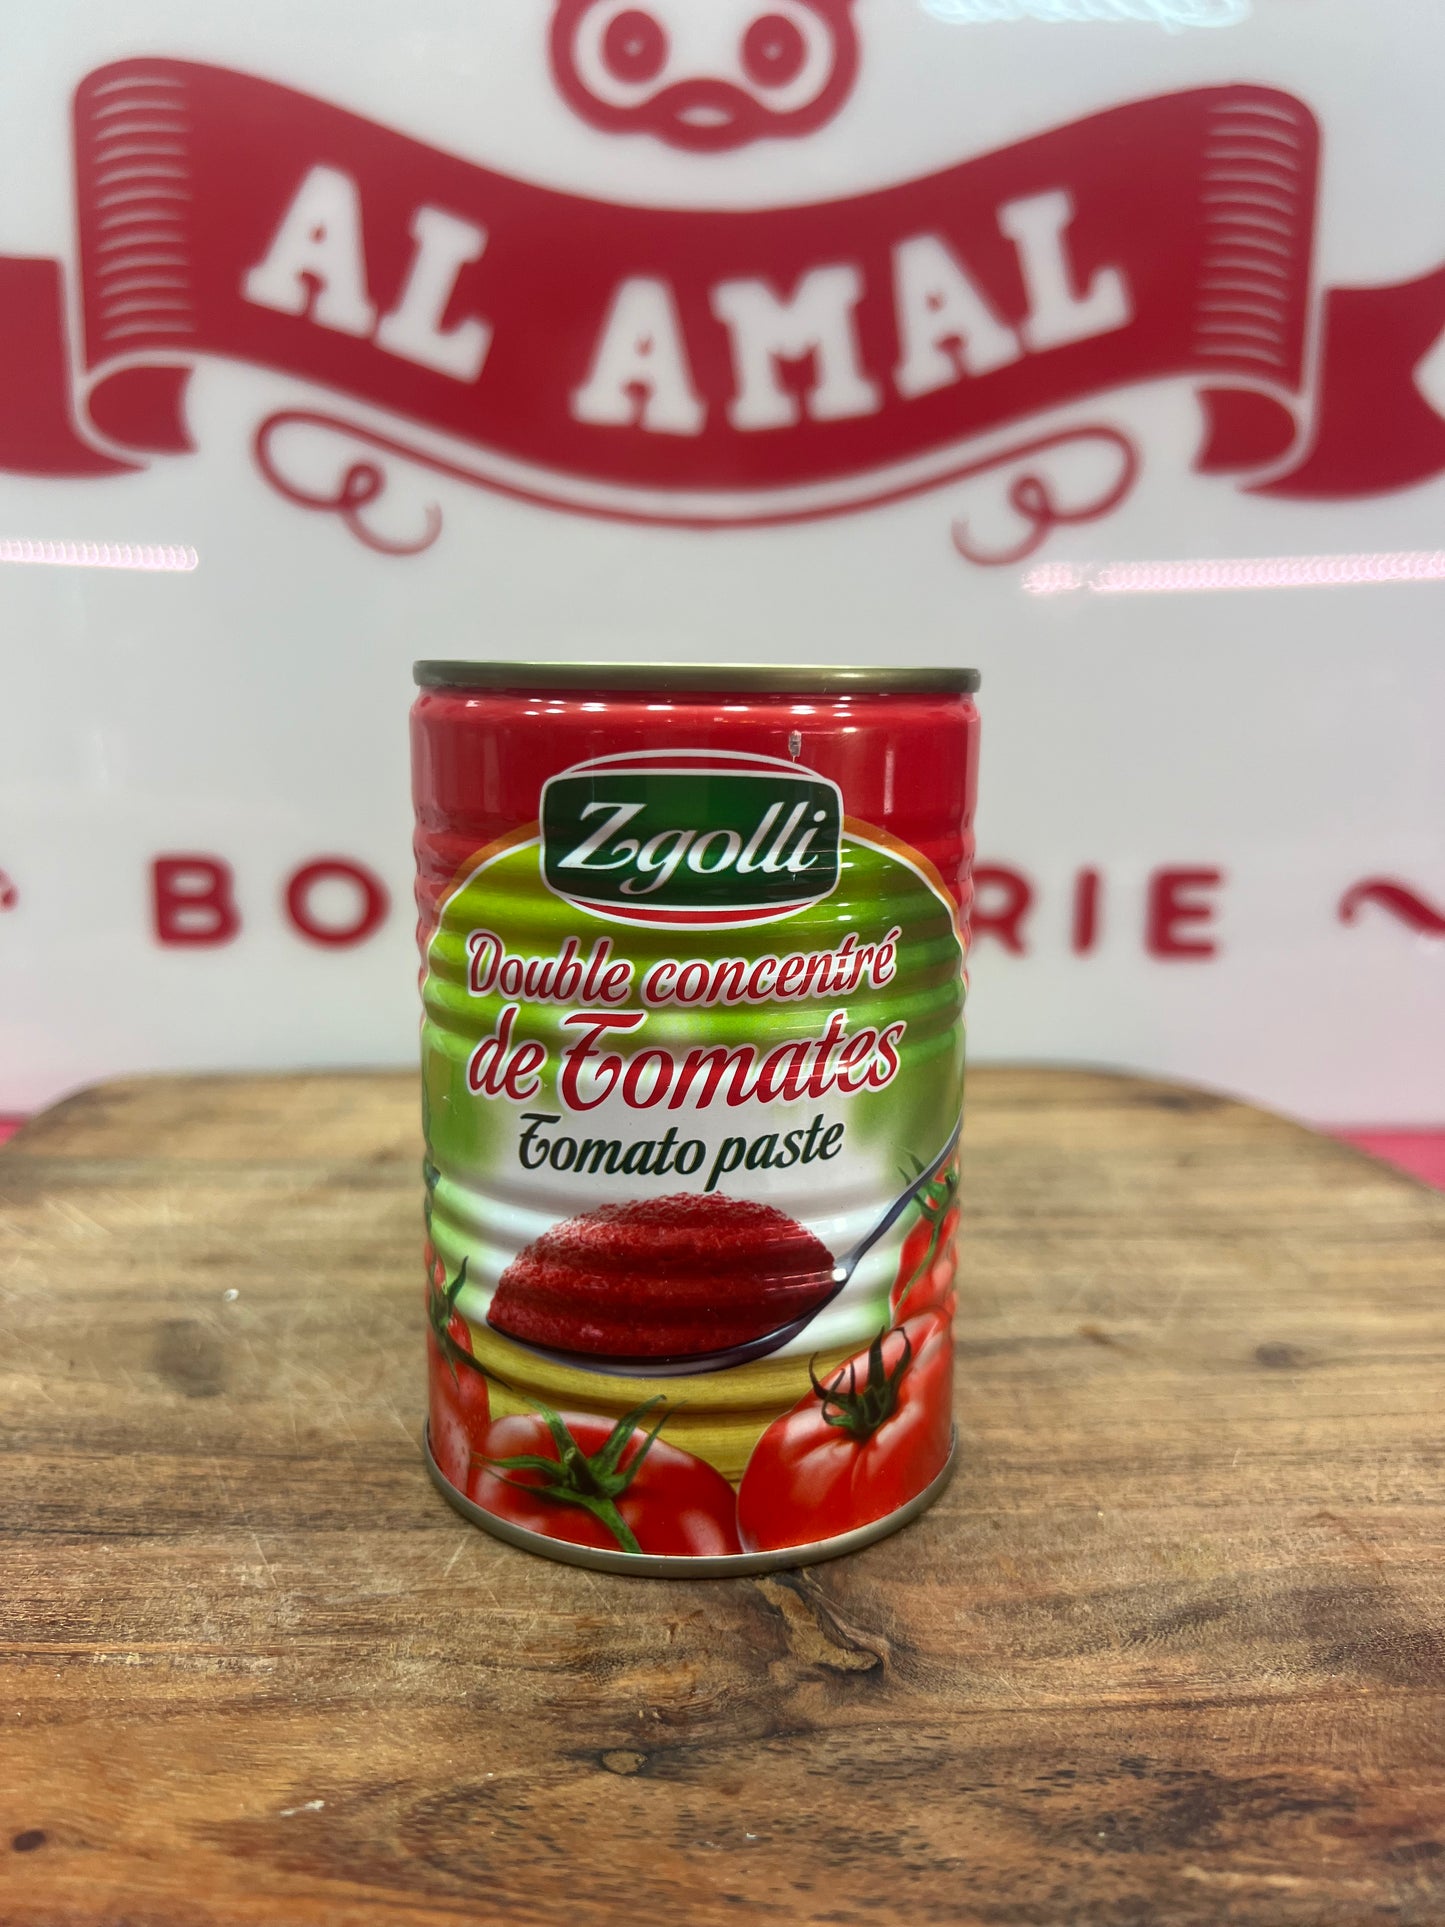 AL AMAL
BO RIE
Zgolli
Double concentré
de Tomates
Tomato paste